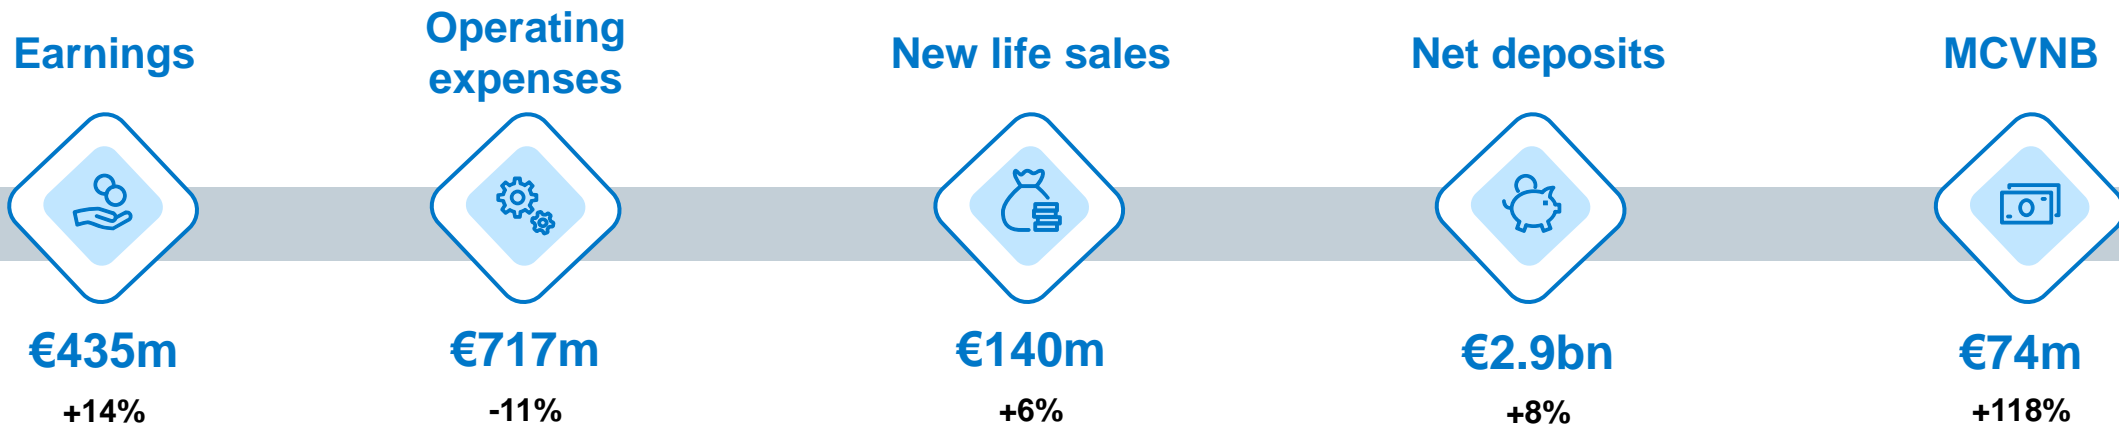 Earnings
Operating
expenses
New life sales
Net deposits
MCVNB
€435m
€717m
€140m
€2.9bn
€74m
+14%
-11%
+6%
+8%
+118%